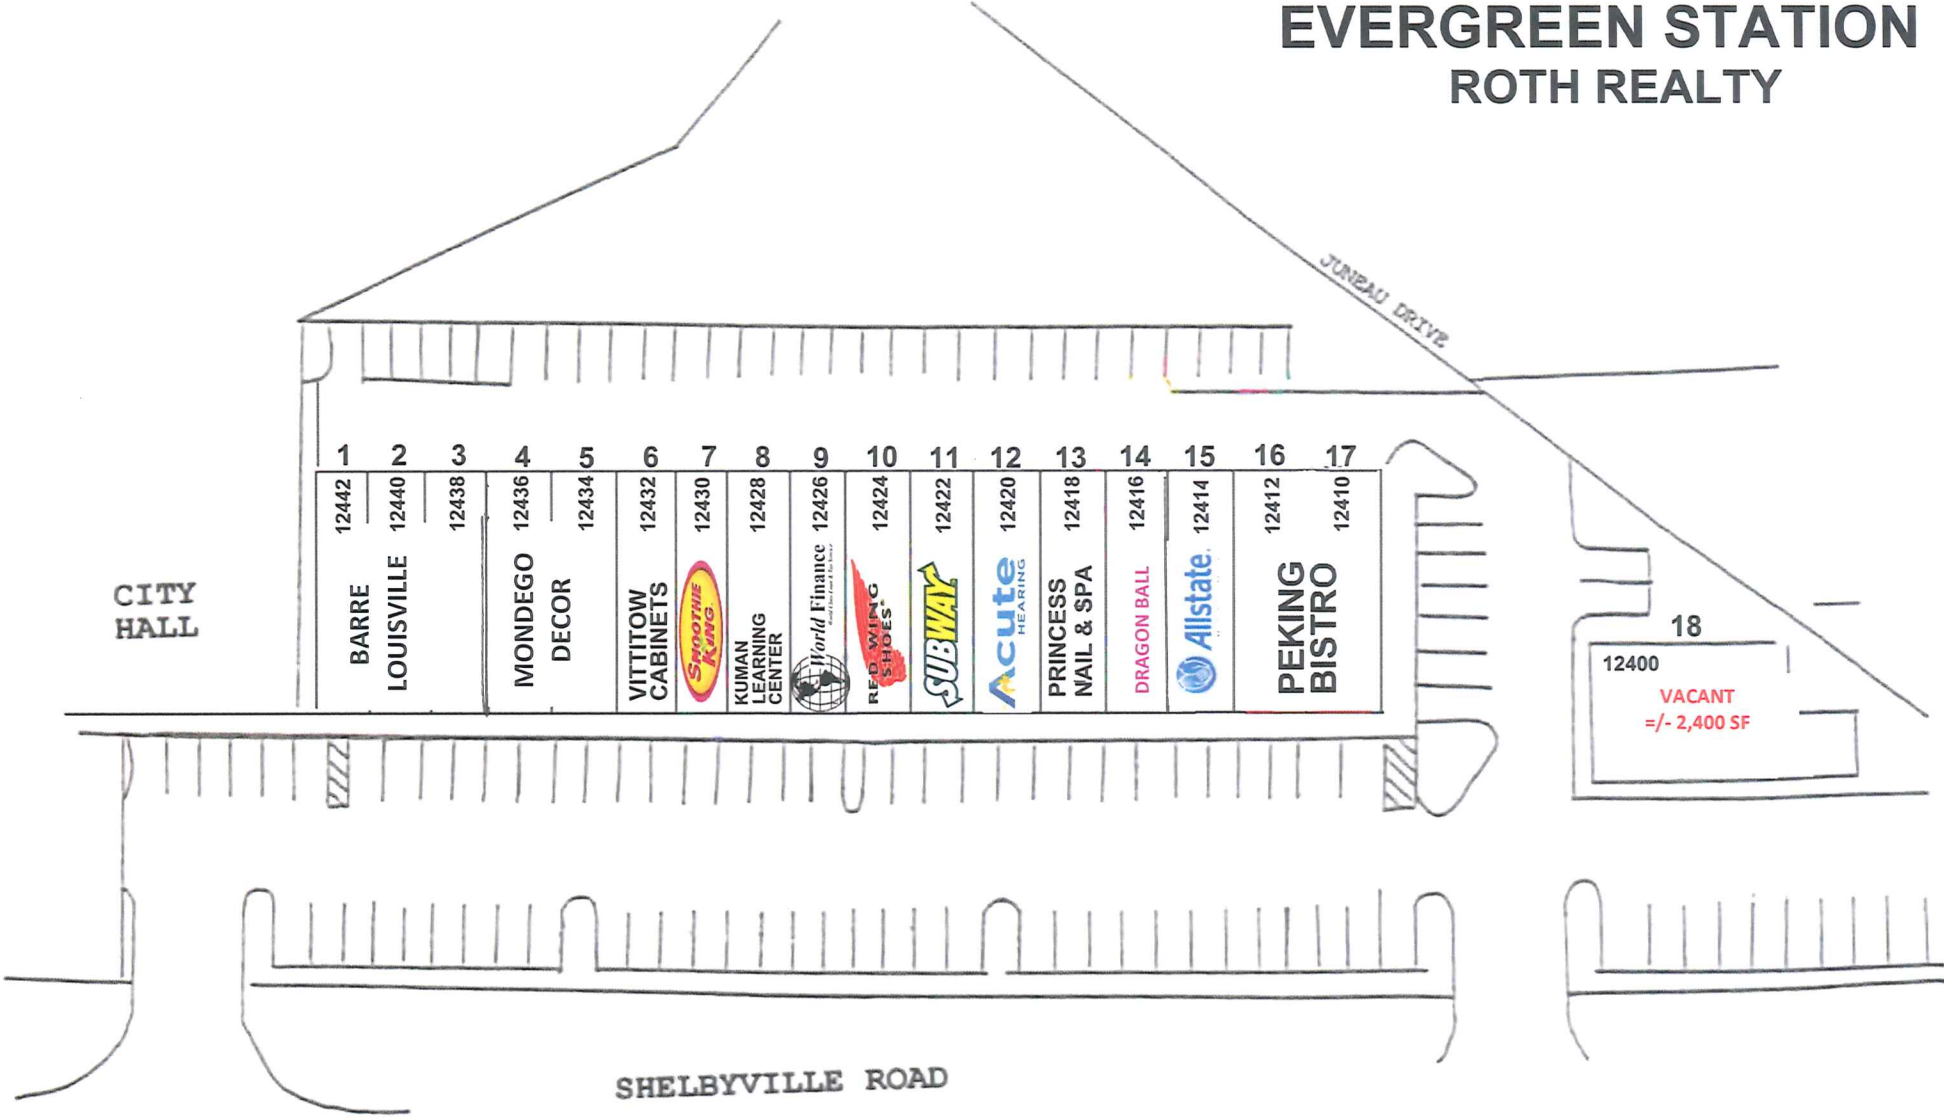 EVERGREEN STATION
ROTH REALTY
JUNEAU DRIVE
1 2 3 4 5 6 7 8 9 10 11 12 13 14 15 16 17
12442
12440
12438
12436
12434
12432
12430
12428
12426
12424
12422
12420
12418
12416
12414
12412
12410
CITY
HALL
BARRE
LOUISVILLE
MONDEGO
DECOR
VITTITOW
CABINETS
SMOOTHIE
KING
KUMAN
LEARNING
CENTER
World Finance
RED WING
SHOES
SUBWAY
Acute
HEARING
PRINCESS
NAIL & SPA
DRAGON BALL
Allstate.
PEKING
BISTRO
18
12400
VACANT
=/- 2,400 SF
SHELBYVILLE ROAD